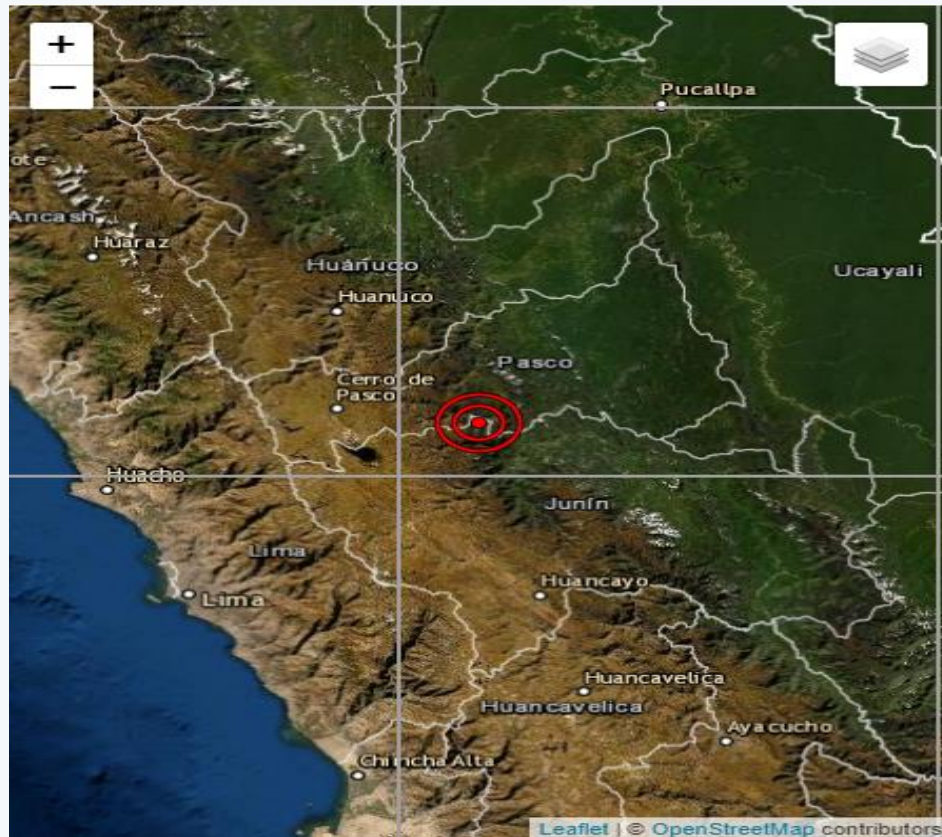 +
−
Pucallpa
ote
Ancash
Huaraz
Huánuco
Ucayali
Huanuco
Pasco
Cerro de
Pasco
Huacho
Junín
Lima
Huancayo
Lima
Huancavelica
Huancavelica
Ayacucho
Chincha Alta
Leaflet | © OpenStreetMap contributors